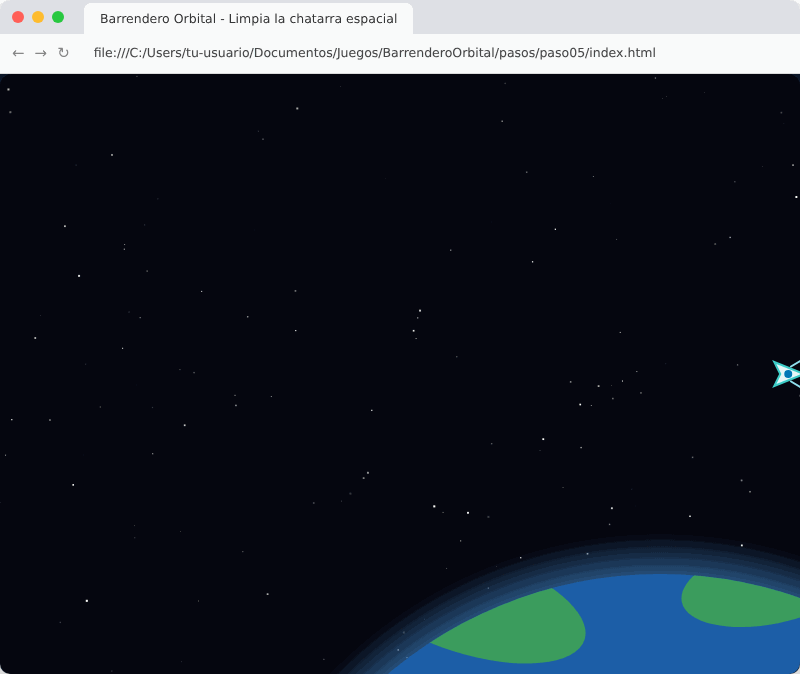 Barrendero Orbital - Limpia la chatarra espacial
file:///C:/Users/tu-usuario/Documentos/Juegos/BarrenderoOrbital/pasos/paso05/index.html